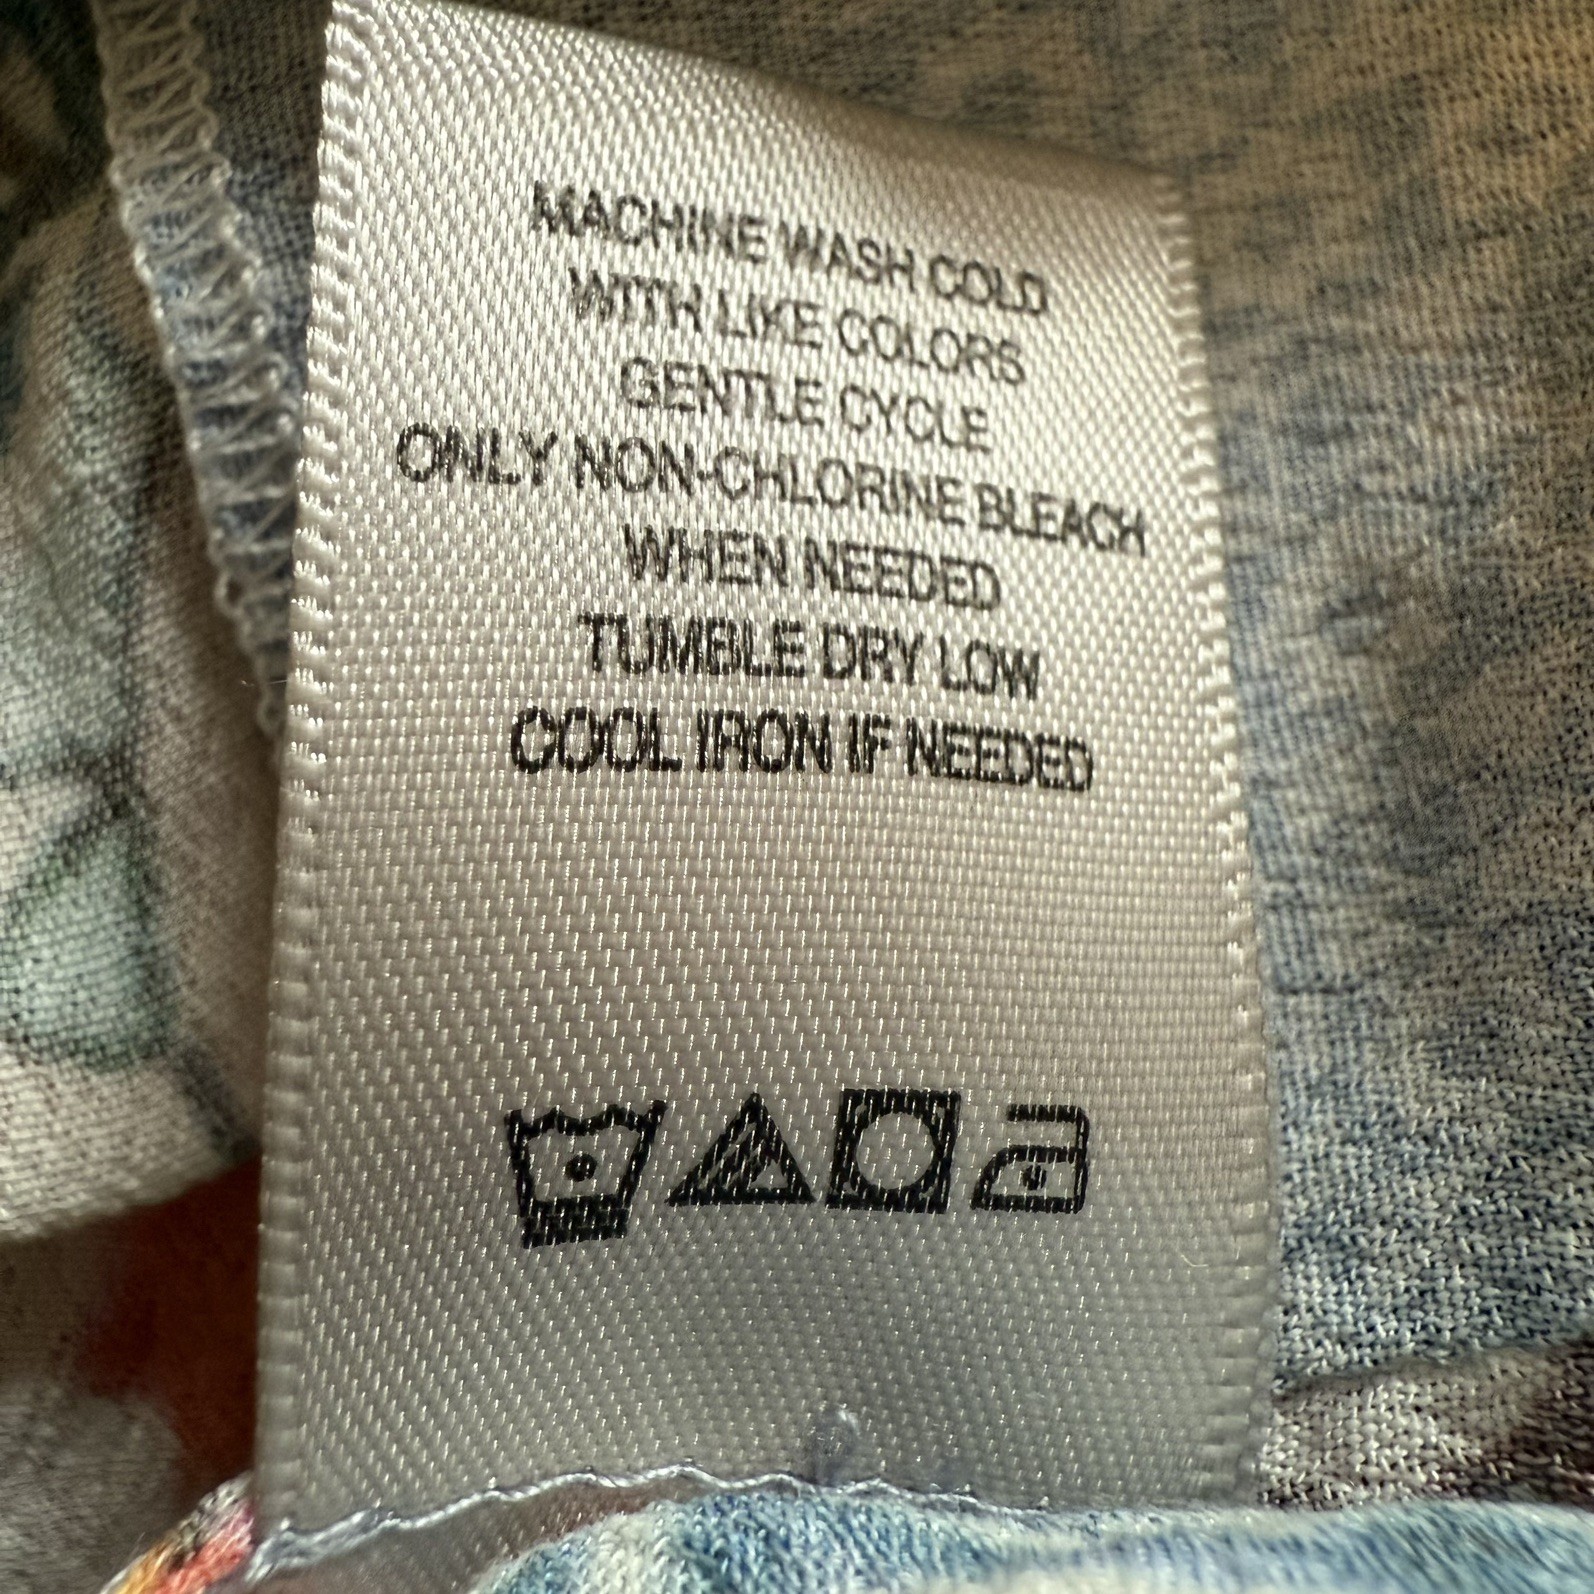 MACHINE WASH COLD
WITH LIKE COLORS
GENTLE CYCLE
ONLY NON-CHLORINE BLEACH
WHEN NEEDED
TUMBLE DRY LOW
COOL IRON IF NEEDED